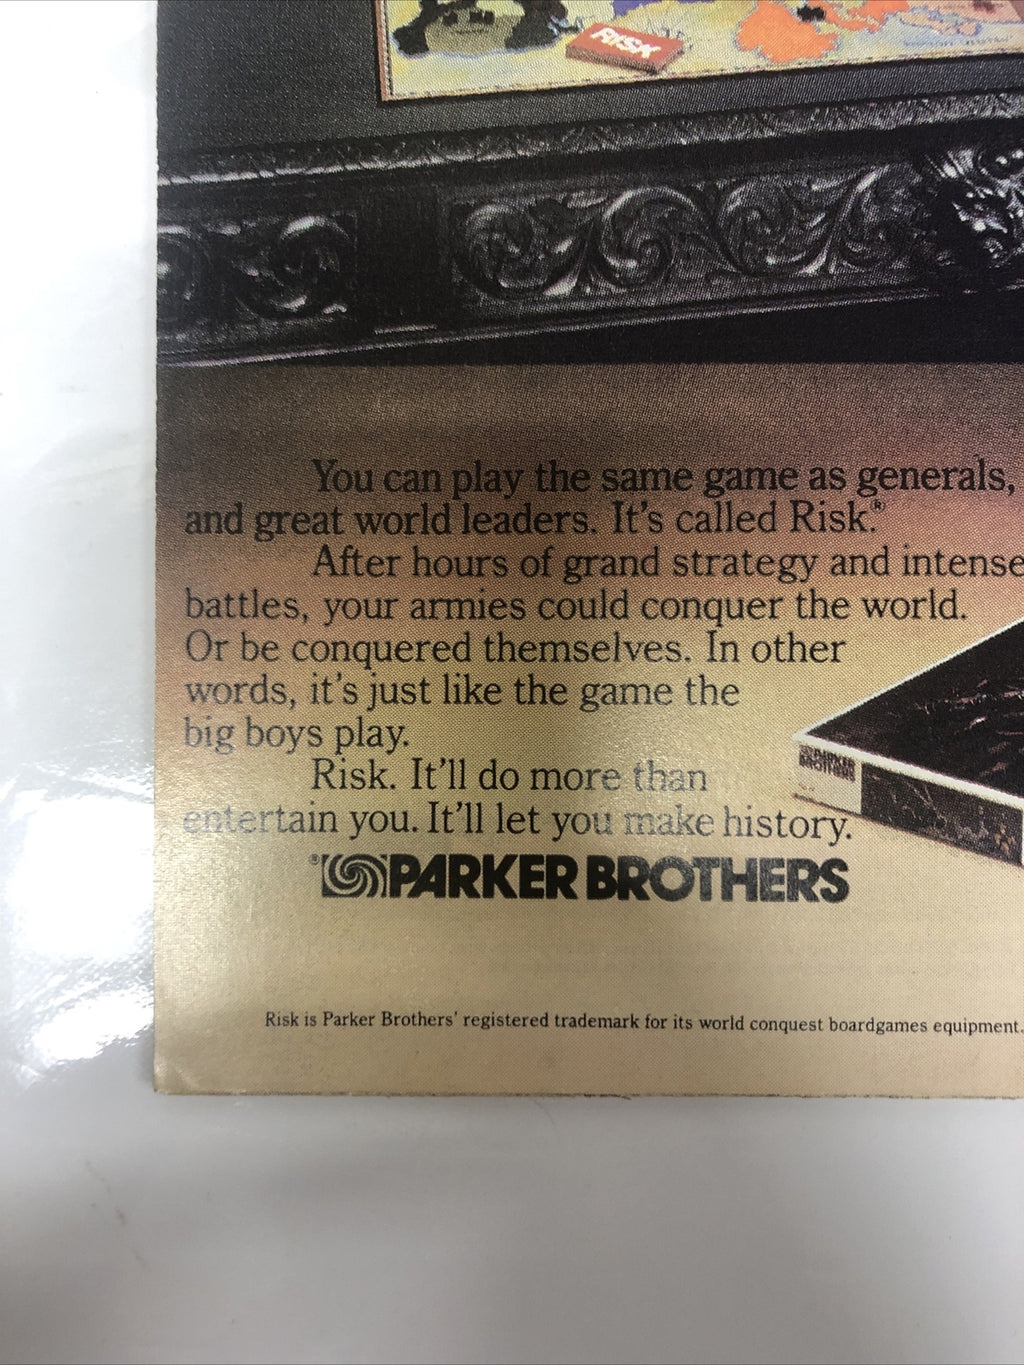 RISK
You can play the same game as generals,
and great world leaders. It's called Risk.®
After hours of grand strategy and intense
battles, your armies could conquer the world.
Or be conquered themselves. In other
words, it's just like the game the
big boys play.
Risk. It'll do more than
entertain you. It'll let you make history.
PARKER
BROTHERS
® PARKER BROTHERS
Risk is Parker Brothers' registered trademark for its world conquest boardgames equipment.